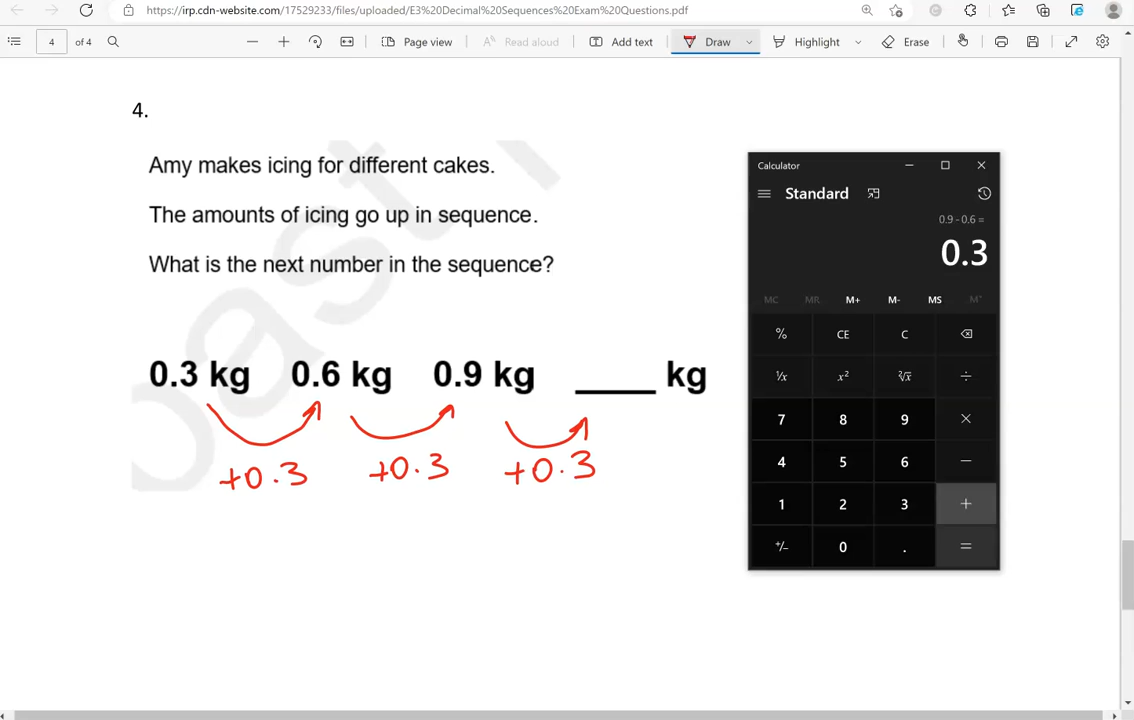 https://irp.cdn-website.com/17529233/files/uploaded/E3%20Decimal%20Sequences%20Exam%20Questions.pdf
4 of 4 Page view Read aloud Add text Draw Highlight Erase
4.
Amy makes icing for different cakes.
The amounts of icing go up in sequence.
What is the next number in the sequence?
0.3 kg 0.6 kg 0.9 kg ____ kg
+0.3 +0.3 +0.3
Calculator
Standard
0.9 - 0.6 =
0.3
MC MR M+ M- MS M˅
% CE C
¹/x x² ²√x ÷
7 8 9 ×
4 5 6 −
1 2 3 +
+/− 0 . =